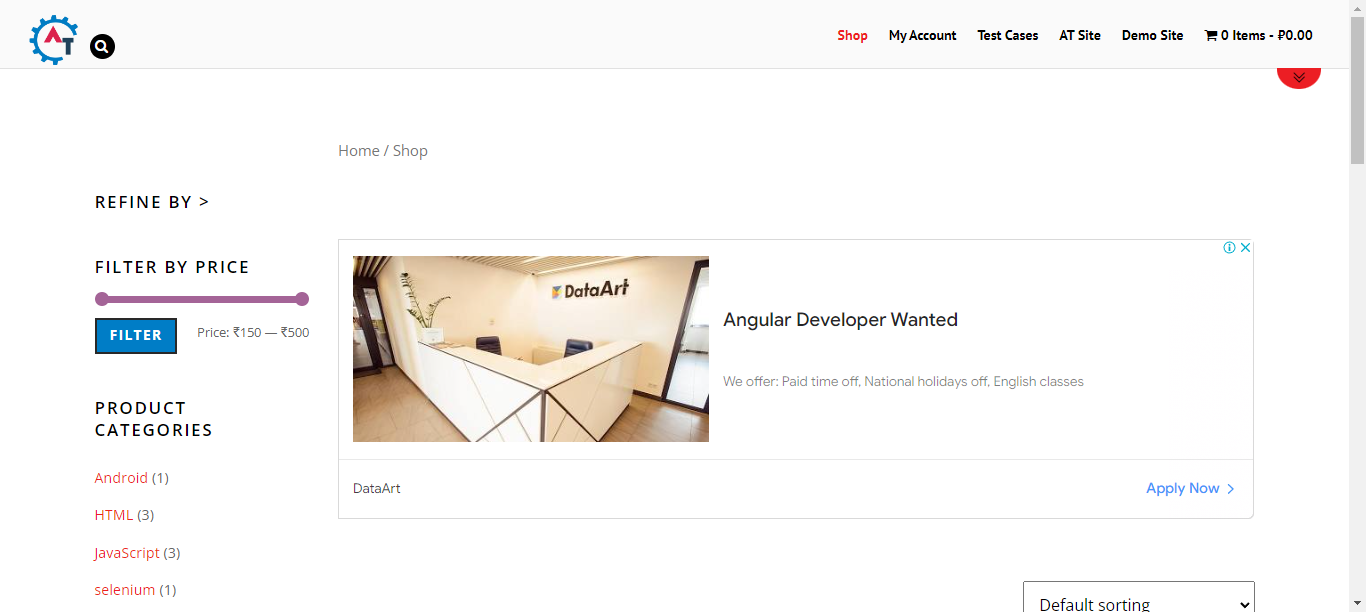 AT
Shop
My Account
Test Cases
AT Site
Demo Site
0 Items - ₽0.00
Home / Shop
REFINE BY >
FILTER BY PRICE
FILTER
Price: ₹150 — ₹500
PRODUCT
CATEGORIES
Android (1)
HTML (3)
JavaScript (3)
selenium (1)
DataArt
Angular Developer Wanted
We offer: Paid time off, National holidays off, English classes
DataArt
Apply Now
Default sorting